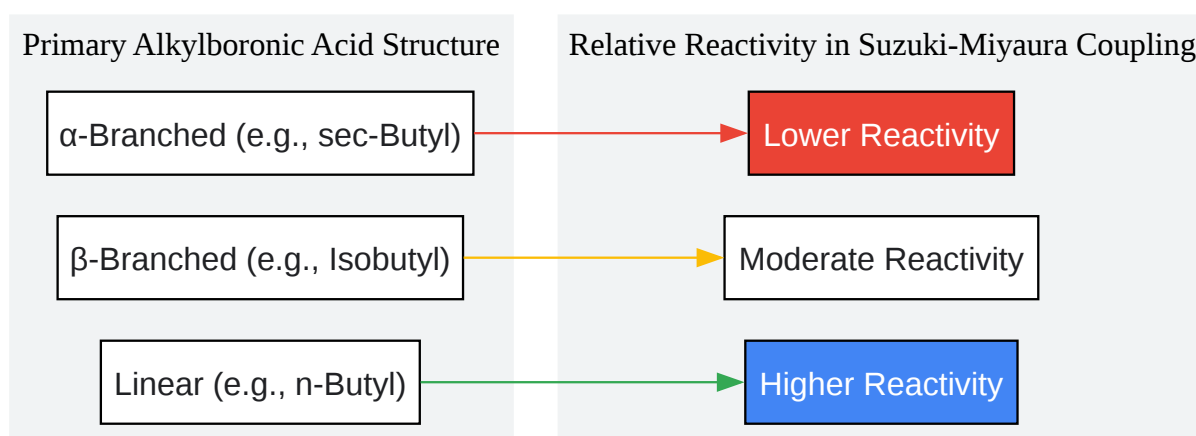 Primary Alkylboronic Acid Structure
Relative Reactivity in Suzuki-Miyaura Coupling
α-Branched (e.g., sec-Butyl)
Lower Reactivity
β-Branched (e.g., Isobutyl)
Moderate Reactivity
Linear (e.g., n-Butyl)
Higher Reactivity